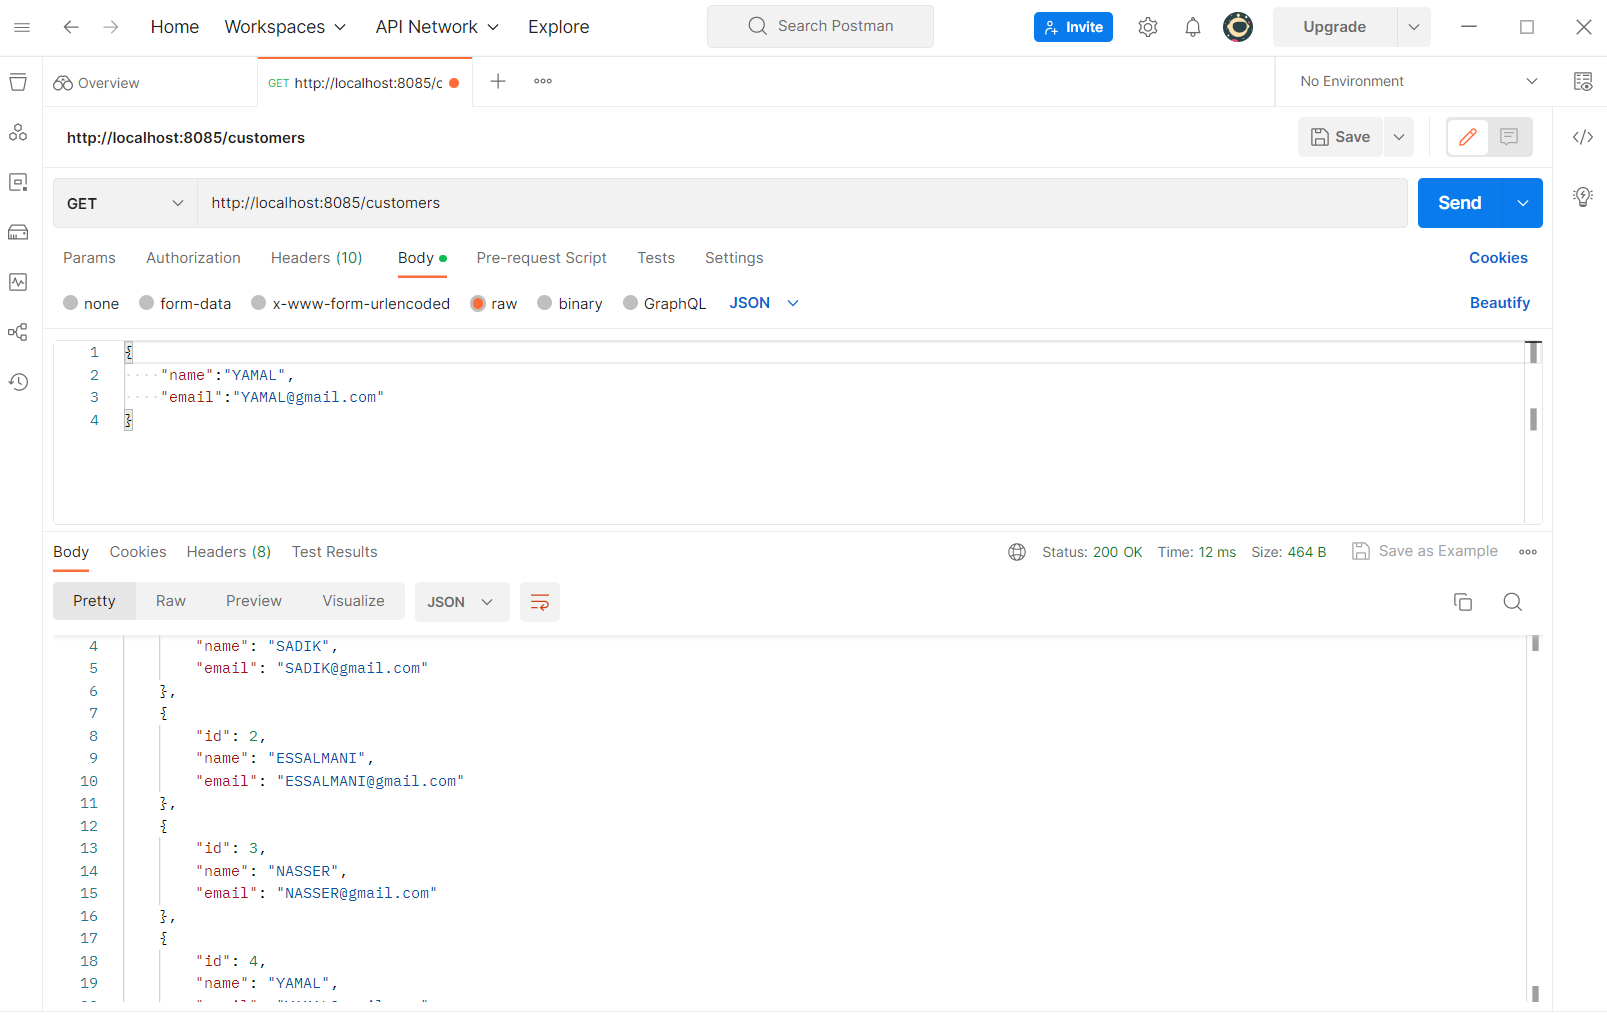 Home Workspaces API Network Explore Search Postman Invite Upgrade
Overview GET http://localhost:8085/c No Environment
http://localhost:8085/customers Save
GET http://localhost:8085/customers Send
Params Authorization Headers (10) Body Pre-request Script Tests Settings Cookies
none form-data x-www-form-urlencoded raw binary GraphQL JSON Beautify
1 {
2 "name":"YAMAL",
3 "email":"YAMAL@gmail.com"
4 }
Body Cookies Headers (8) Test Results Status: 200 OK Time: 12 ms Size: 464 B Save as Example
Pretty Raw Preview Visualize JSON
4 "name": "SADIK",
5 "email": "SADIK@gmail.com"
6 },
7 {
8 "id": 2,
9 "name": "ESSALMANI",
10 "email": "ESSALMANI@gmail.com"
11 },
12 {
13 "id": 3,
14 "name": "NASSER",
15 "email": "NASSER@gmail.com"
16 },
17 {
18 "id": 4,
19 "name": "YAMAL",